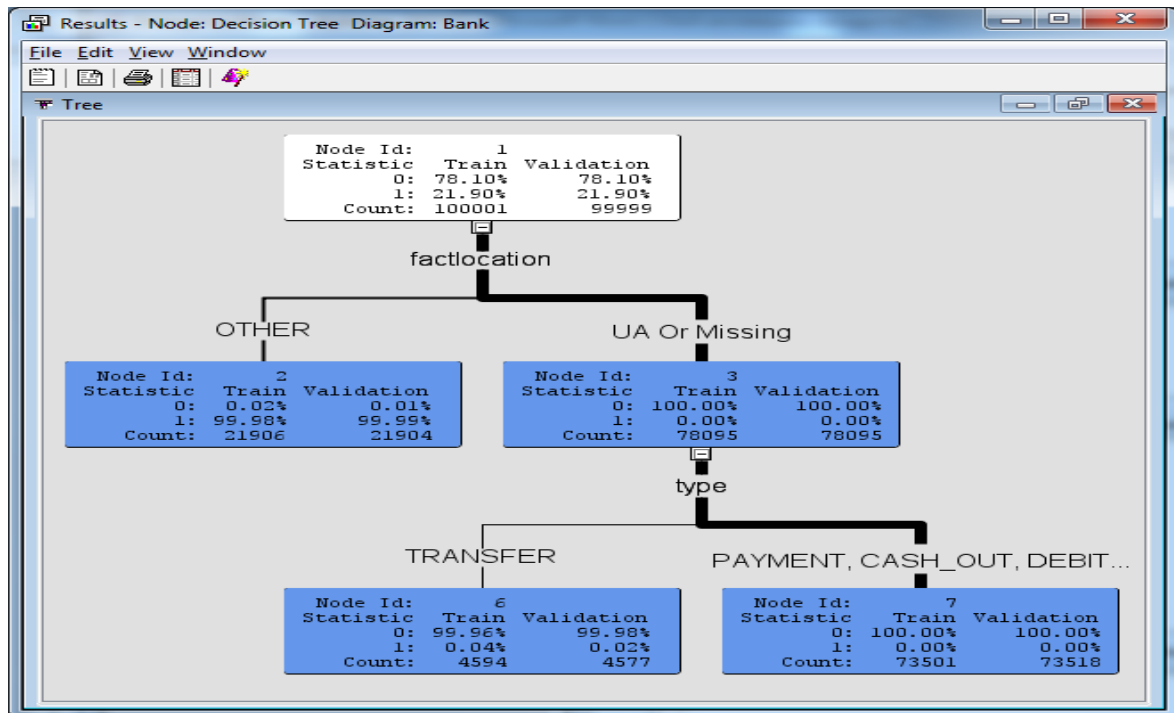 Results - Node: Decision Tree Diagram: Bank
File Edit View Window
Tree
Node Id: 1
Statistic Train Validation
0: 78.10% 78.10%
1: 21.90% 21.90%
Count: 100001 99999
factlocation
OTHER
UA Or Missing
Node Id: 2
Statistic Train Validation
0: 0.02% 0.01%
1: 99.98% 99.99%
Count: 21906 21904
Node Id: 3
Statistic Train Validation
0: 100.00% 100.00%
1: 0.00% 0.00%
Count: 78095 78095
type
TRANSFER
PAYMENT, CASH_OUT, DEBIT...
Node Id: 6
Statistic Train Validation
0: 99.96% 99.98%
1: 0.04% 0.02%
Count: 4594 4577
Node Id: 7
Statistic Train Validation
0: 100.00% 100.00%
1: 0.00% 0.00%
Count: 73501 73518